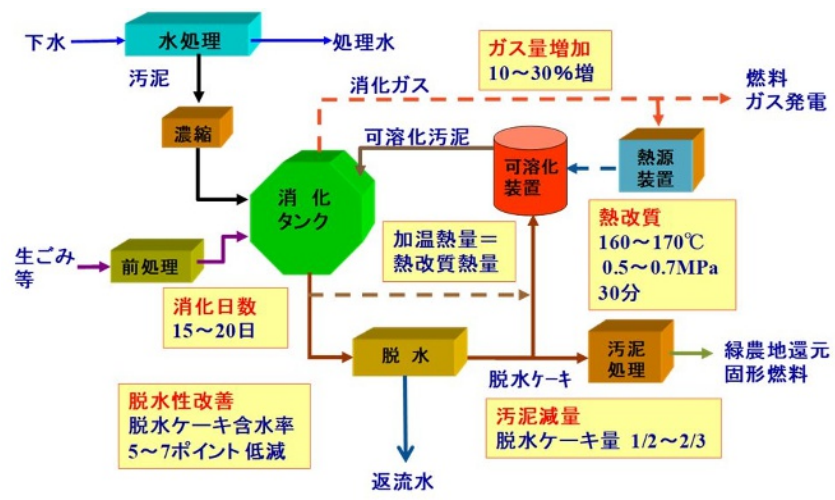 下水
水処理
処理水
汚泥
濃縮
消化ガス
ガス量増加
10～30%増
燃料
ガス発電
可溶化汚泥
可溶化
装置
熱源
装置
消 化
タンク
加温熱量＝
熱改質熱量
熱改質
160～170℃
0.5～0.7MPa
30分
生ごみ
等
前処理
消化日数
15～20日
脱 水
脱水ケーキ
汚泥
処理
緑農地還元
固形燃料
脱水性改善
脱水ケーキ含水率
5～7ポイント低減
汚泥減量
脱水ケーキ量 1/2～2/3
返流水